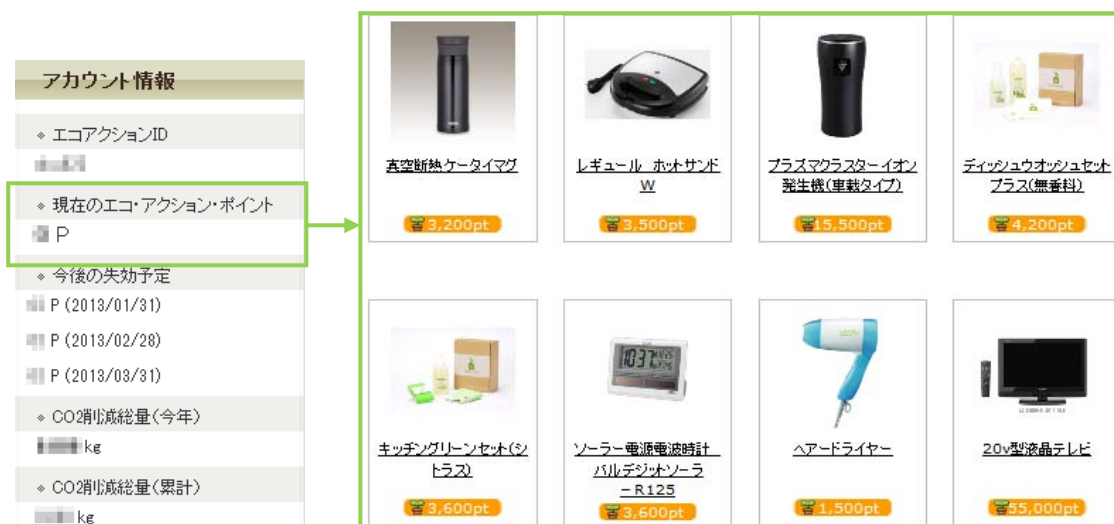 アカウント情報
エコアクションID
現在のエコ・アクション・ポイント
P
今後の失効予定
P (2013/01/31)
P (2013/02/28)
P (2013/03/31)
CO2削減総量(今年)
kg
CO2削減総量(累計)
kg
真空断熱ケータイマグ
3,200pt
レギュール ホットサンド
W
3,500pt
プラズマクラスターイオン
発生機(車載タイプ)
15,500pt
ディッシュウオッシュセット
プラス(無香料)
4,200pt
キッチングリーンセット(シ
トラス)
3,600pt
ソーラー電源電波時計
パルデジットソーラ
－R125
3,600pt
ヘアードライヤー
1,500pt
20v型液晶テレビ
55,000pt